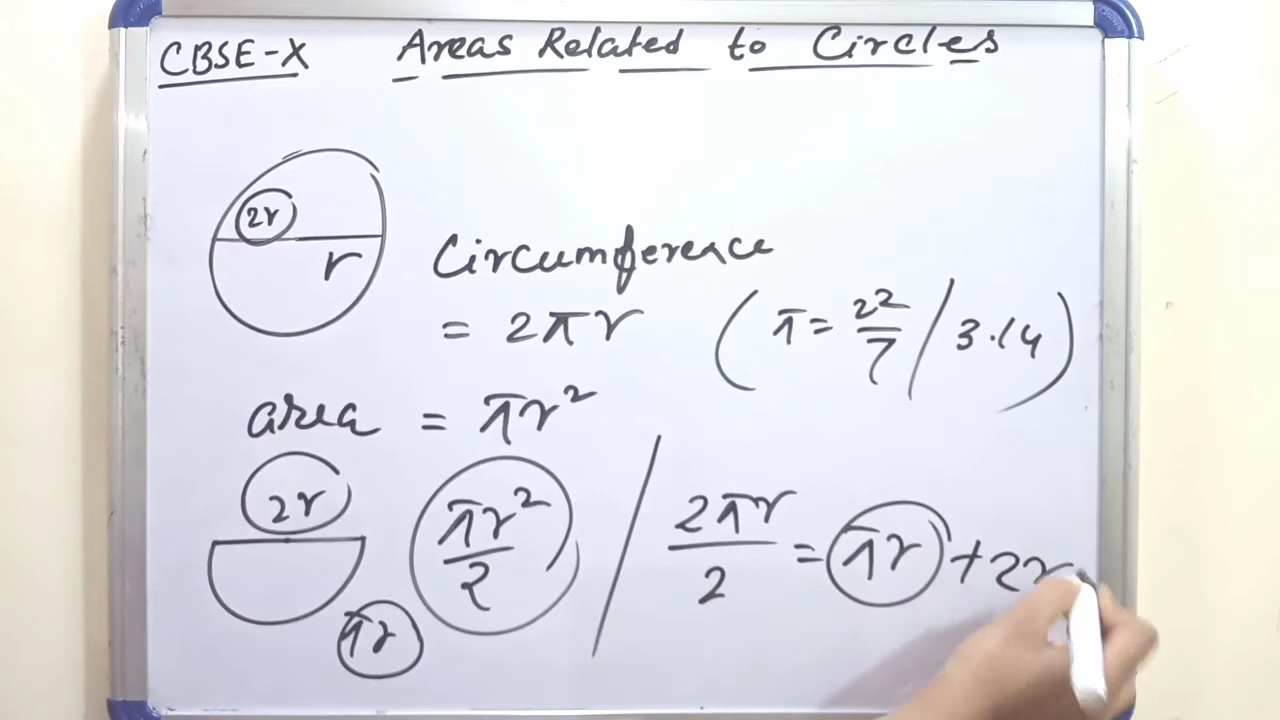 CBSE-X Areas Related to Circles
2r
r
Circumference
= 2πr (π = 22/7 / 3.14)
area = πr²
2r
πr²/2 / 2πr/2 = πr + 2r
πr